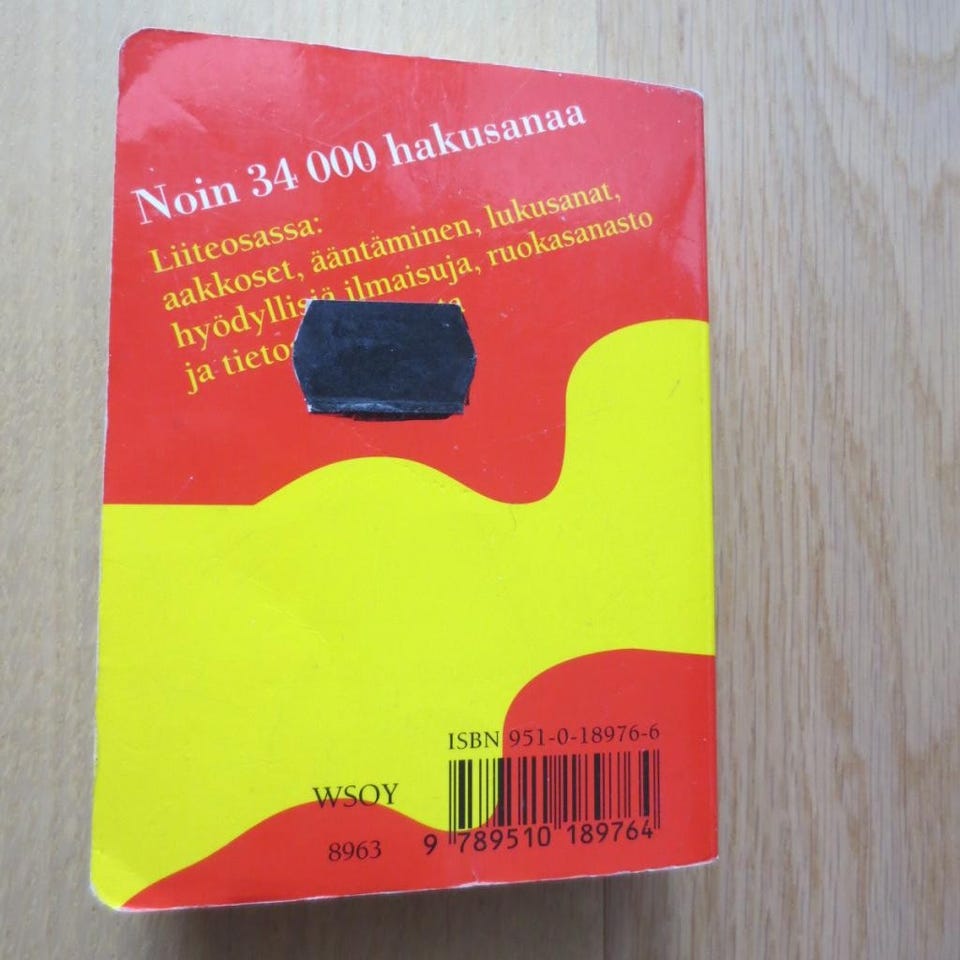 Noin 34 000 hakusanaa
Liiteosassa:
aakkoset, ääntäminen, lukusanat,
hyödyllisiä ilmaisuja, ruokasanasto
ja
ISBN 951-0-18976-6
WSOY
8963
9 789510 189764